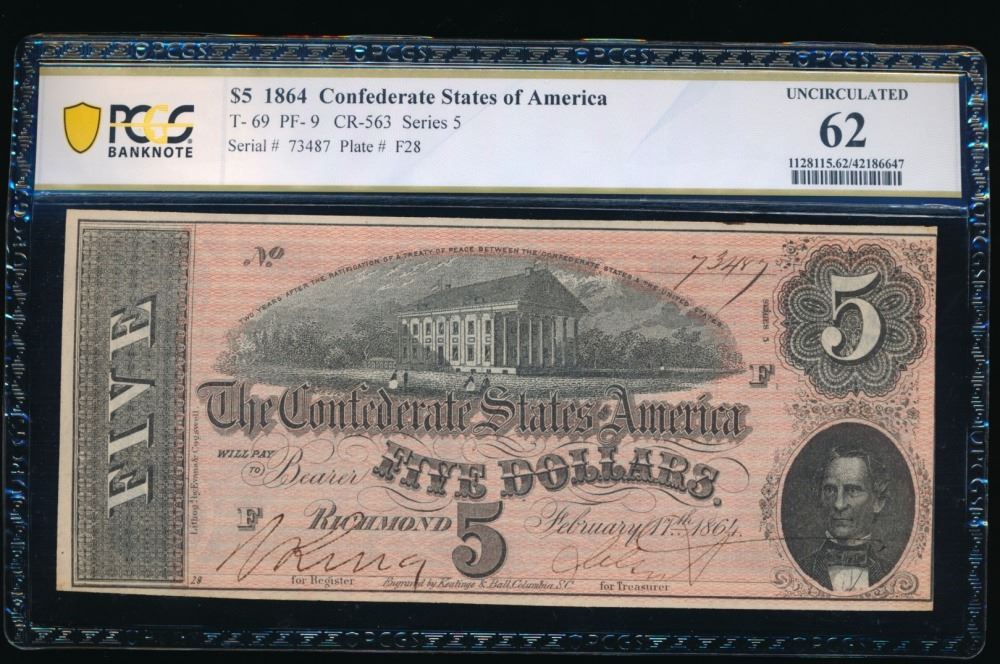 PCGS
BANKNOTE
$5 1864 Confederate States of America
T- 69 PF- 9 CR-563 Series 5
Serial # 73487 Plate # F28
UNCIRCULATED
62
1128115.62/42186647
FIVE
No 73487
TWO YEARS AFTER THE RATIFICATION OF A TREATY OF PEACE BETWEEN THE CONFEDERATE STATES & THE UNITED STATES
SERIES 5
5
F
The Confederate States of America
WILL PAY
TO Bearer FIVE DOLLARS.
F RICHMOND 5 February 17th 1864.
28
for Register
Engraved by Keatinge & Ball, Columbia, S.C.
for Treasurer